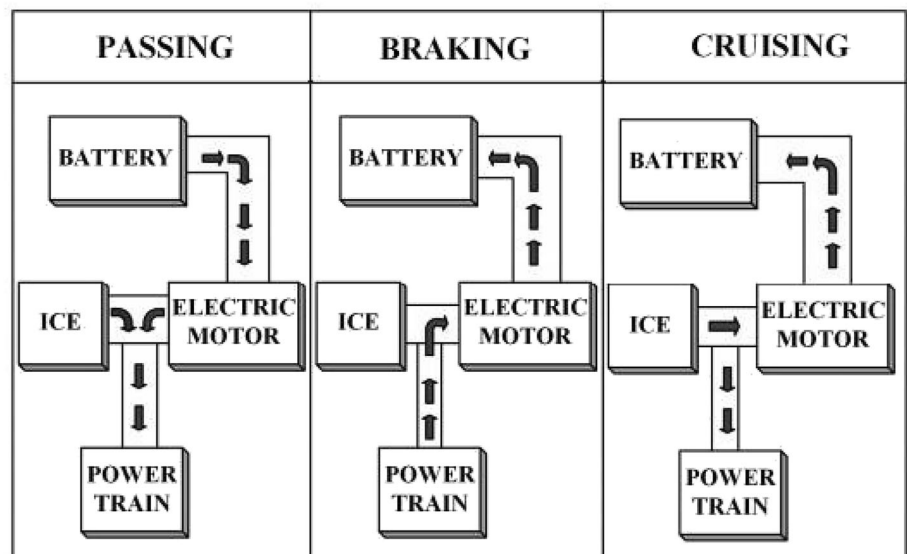 PASSING
BATTERY
ICE
ELECTRIC
MOTOR
POWER
TRAIN
BRAKING
BATTERY
ICE
ELECTRIC
MOTOR
POWER
TRAIN
CRUISING
BATTERY
ICE
ELECTRIC
MOTOR
POWER
TRAIN